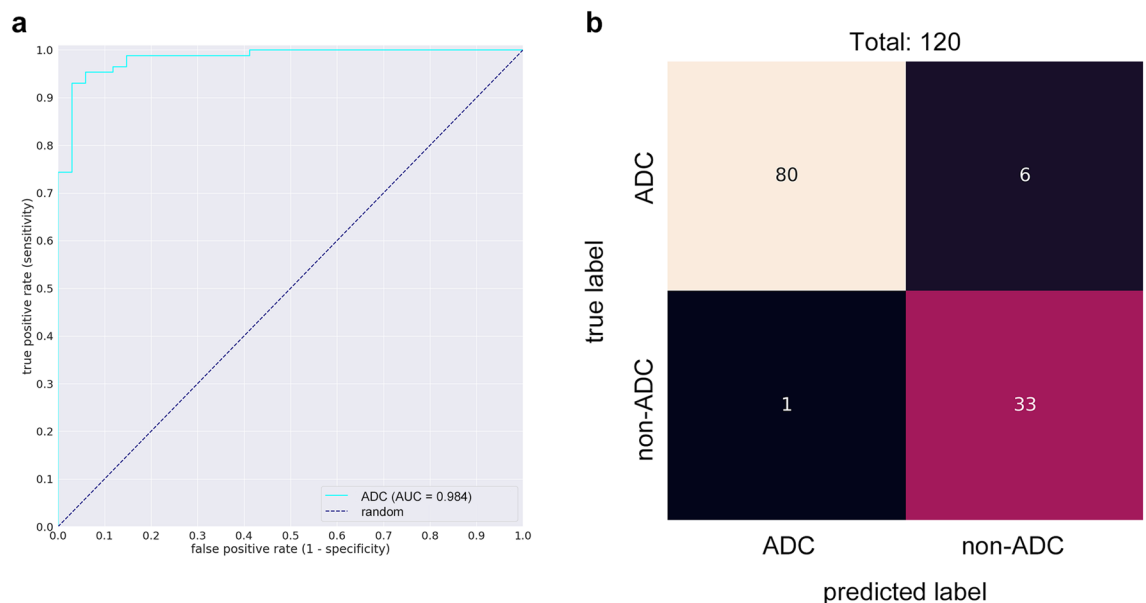 a
1.0
0.9
0.8
0.7
0.6
0.5
0.4
0.3
0.2
0.1
0.0
true positive rate (sensitivity)
ADC (AUC = 0.984)
random
0.0 0.1 0.2 0.3 0.4 0.5 0.6 0.7 0.8 0.9 1.0
false positive rate (1 - specificity)
b
Total: 120
true label
ADC
80 6
non-ADC
1 33
ADC non-ADC
predicted label